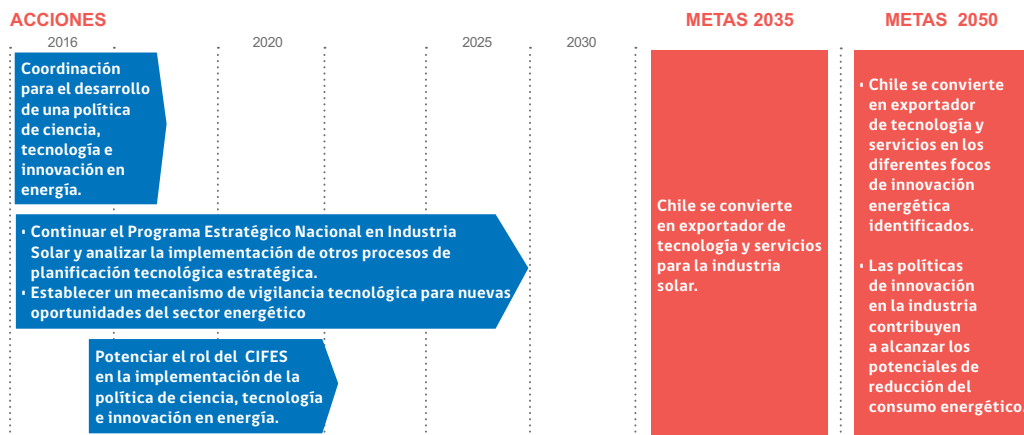 ACCIONES
METAS 2035
METAS 2050
2016
2020
2025
2030
Coordinación
para el desarrollo
de una política
de ciencia,
tecnología e
innovación en
energía.
· Continuar el Programa Estratégico Nacional en Industria
Solar y analizar la implementación de otros procesos de
planificación tecnológica estratégica.
· Establecer un mecanismo de vigilancia tecnológica para nuevas
oportunidades del sector energético
Potenciar el rol del CIFES
en la implementación de la
política de ciencia, tecnología
e innovación en energía.
Chile se convierte
en exportador de
tecnología y servicios
para la industria
solar.
· Chile se convierte
en exportador
de tecnología y
servicios en los
diferentes focos
de innovación
energética
identificados.
· Las políticas
de innovación
en la industria
contribuyen
a alcanzar los
potenciales de
reducción del
consumo energético.